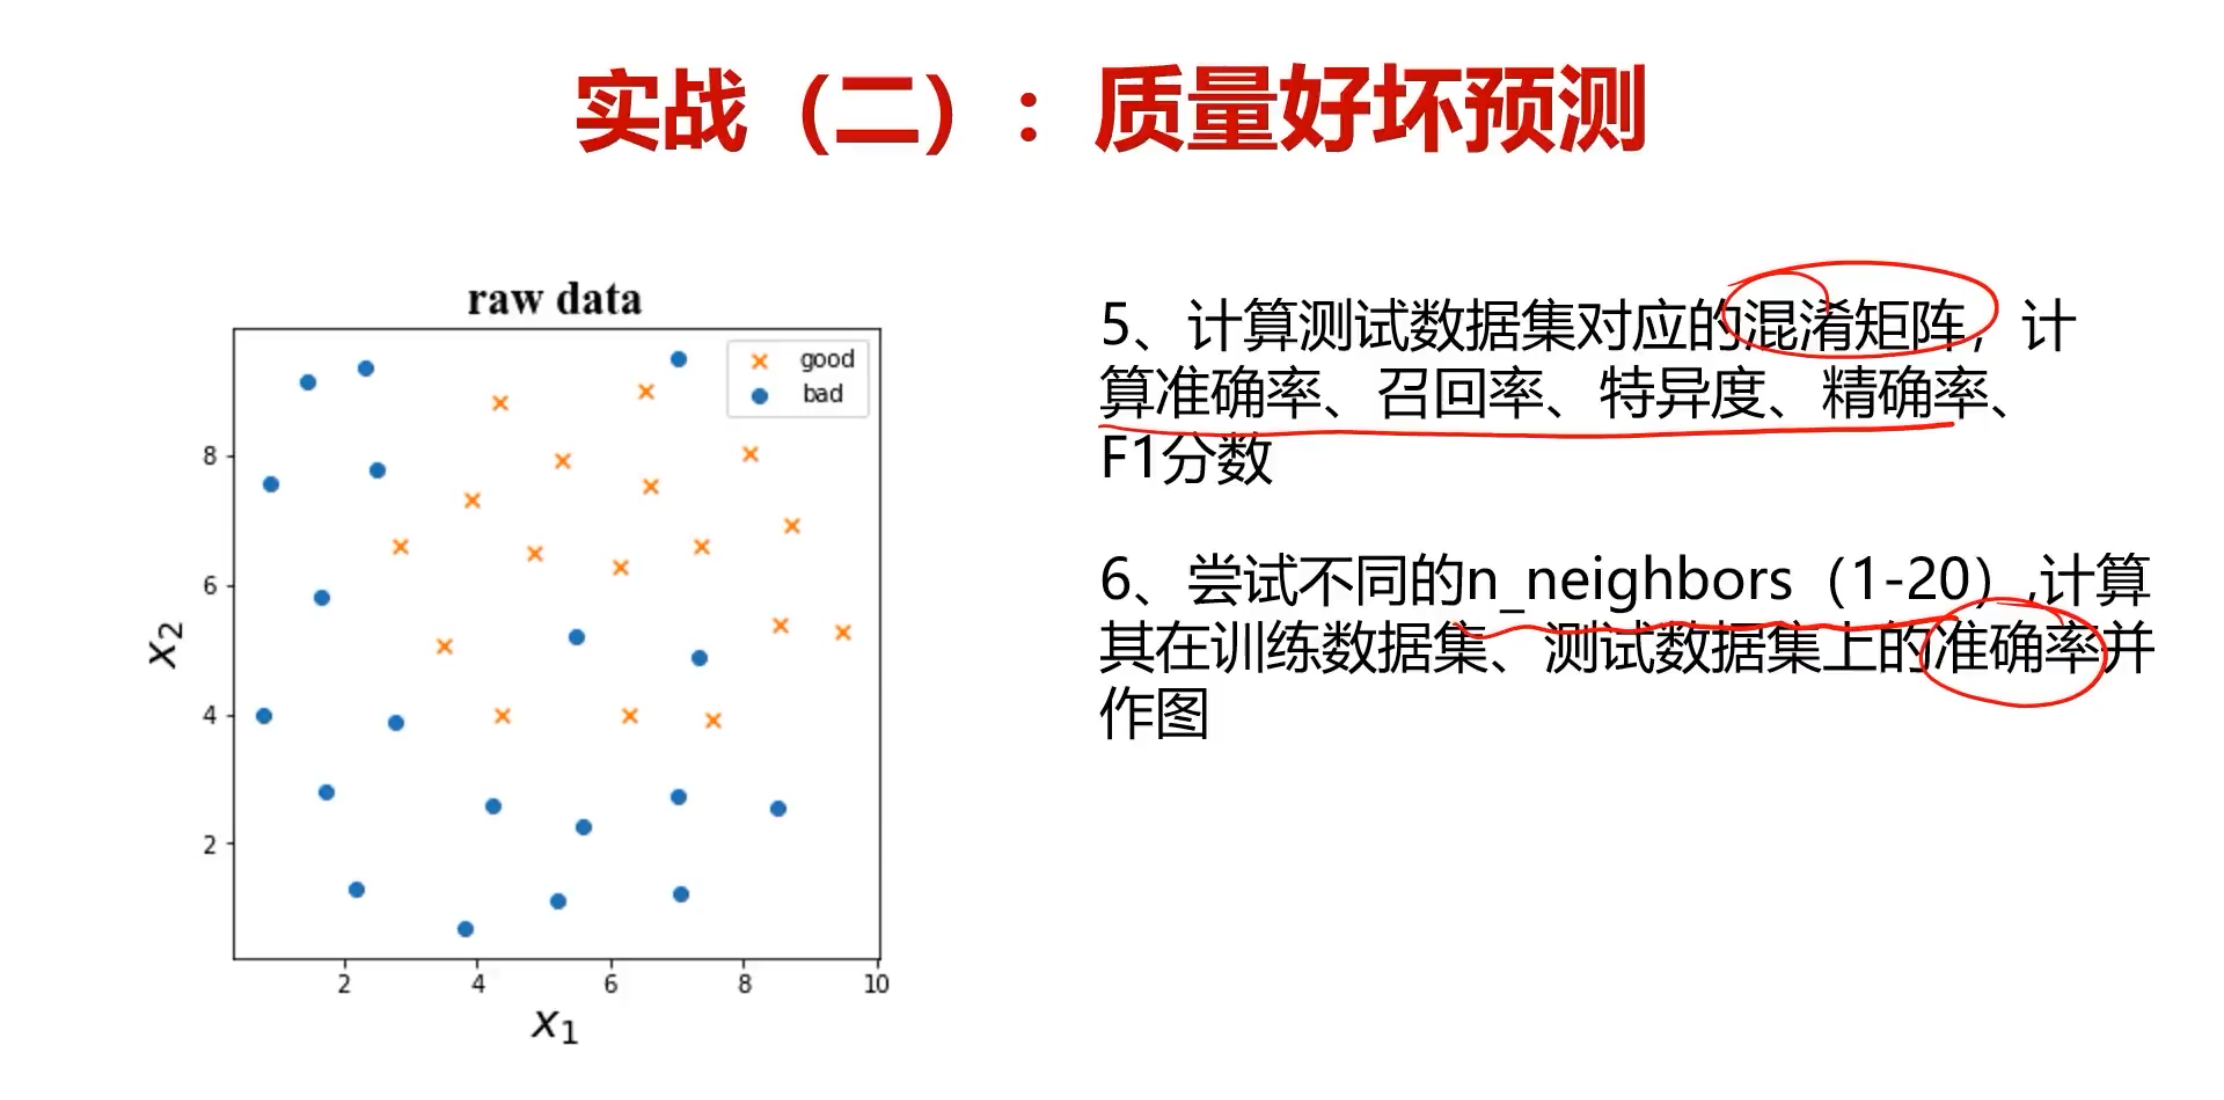 实战（二）：质量好坏预测
raw data
good
bad
8
6
4
2
x2
2 4 6 8 10
x1
5、计算测试数据集对应的混淆矩阵，计
算准确率、召回率、特异度、精确率、
F1分数
6、尝试不同的n_neighbors（1-20）,计算
其在训练数据集、测试数据集上的准确率并
作图